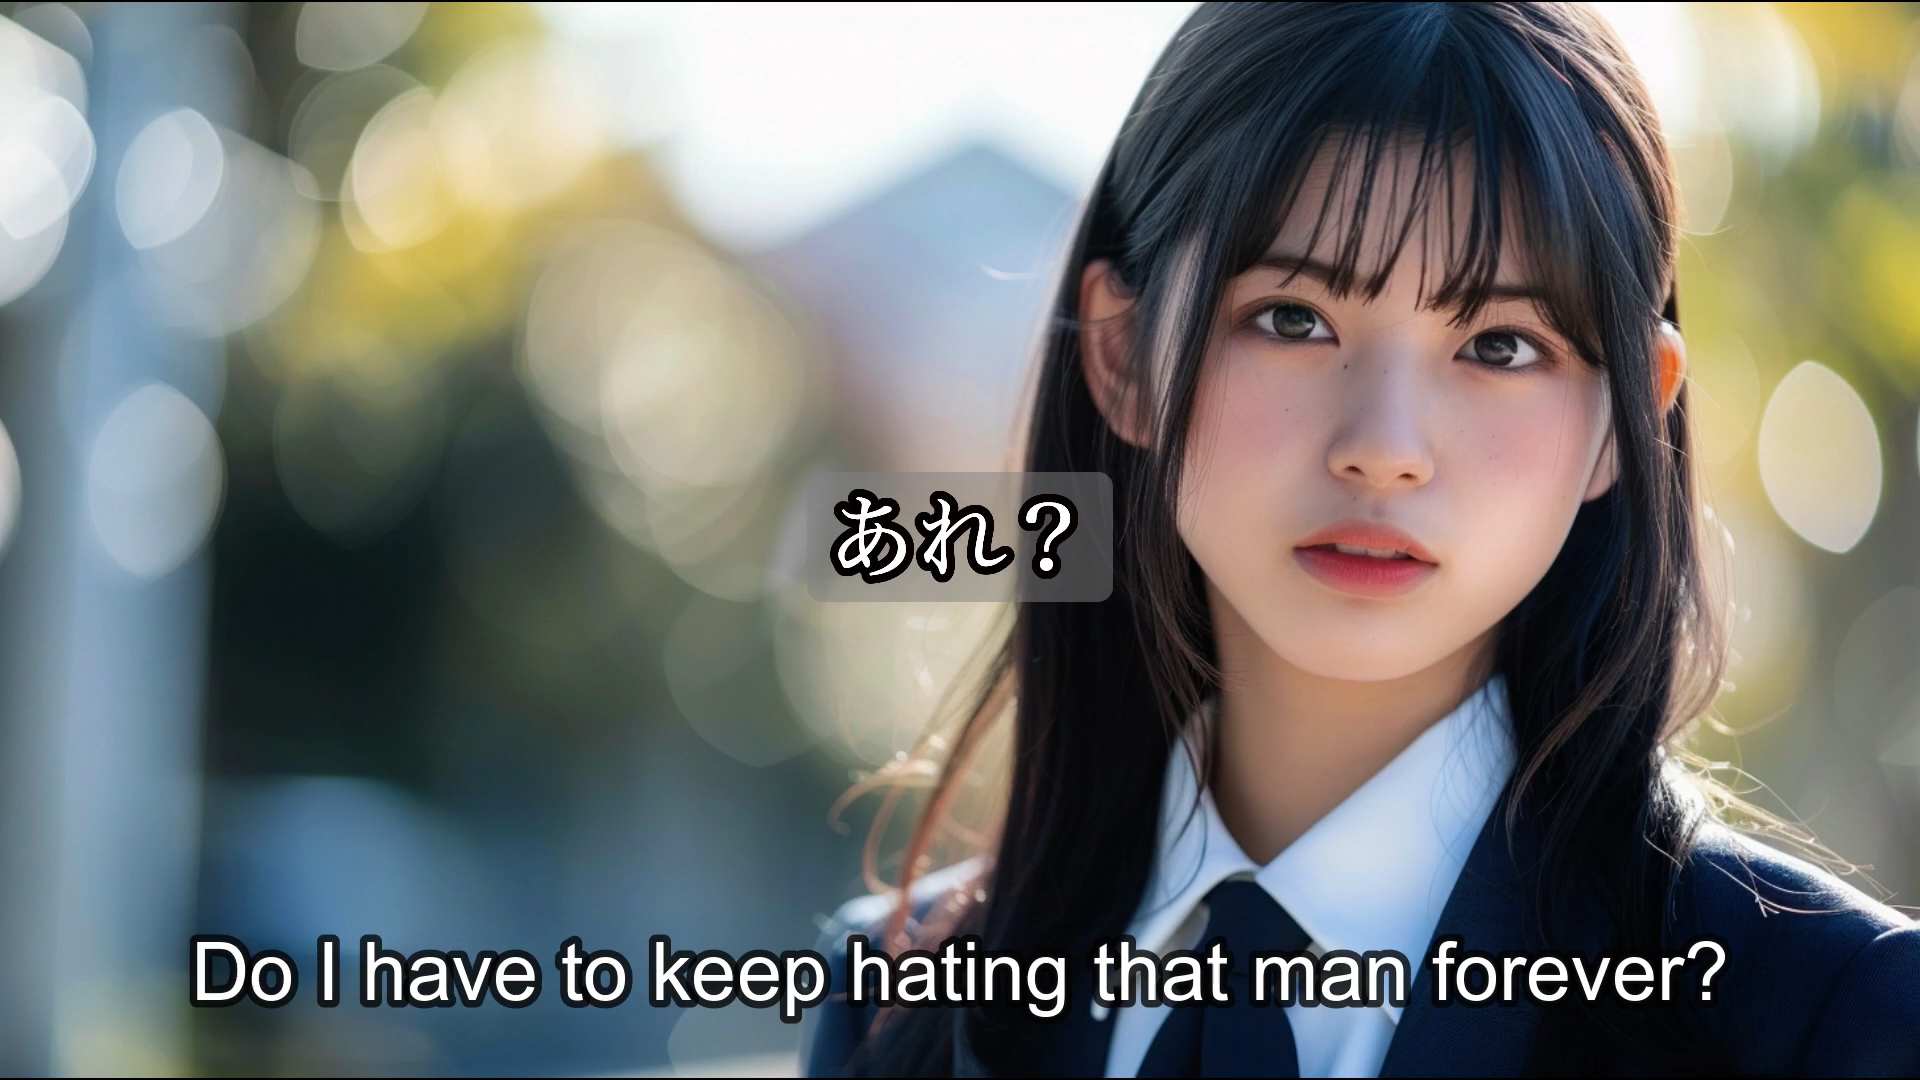 あれ？
Do I have to keep hating that man forever?